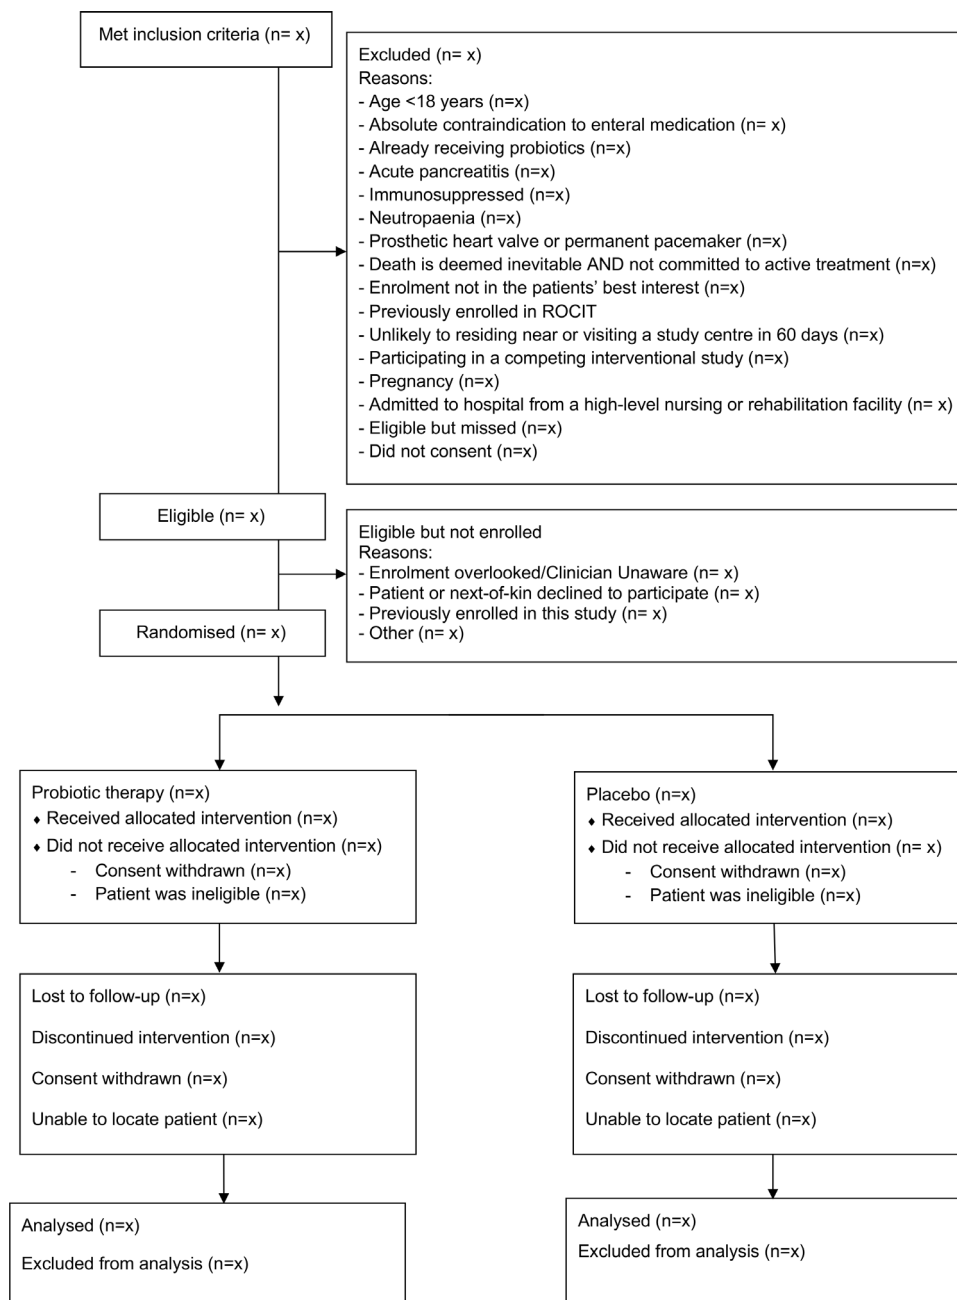 Met inclusion criteria (n= x)
Excluded (n= x)
Reasons:
- Age <18 years (n=x)
- Absolute contraindication to enteral medication (n= x)
- Already receiving probiotics (n=x)
- Acute pancreatitis (n=x)
- Immunosuppressed (n=x)
- Neutropaenia (n=x)
- Prosthetic heart valve or permanent pacemaker (n=x)
- Death is deemed inevitable AND not committed to active treatment (n=x)
- Enrolment not in the patients’ best interest (n=x)
- Previously enrolled in ROCIT
- Unlikely to residing near or visiting a study centre in 60 days (n=x)
- Participating in a competing interventional study (n=x)
- Pregnancy (n=x)
- Admitted to hospital from a high-level nursing or rehabilitation facility (n= x)
- Eligible but missed (n=x)
- Did not consent (n=x)
Eligible (n= x)
Eligible but not enrolled
Reasons:
- Enrolment overlooked/Clinician Unaware (n= x)
- Patient or next-of-kin declined to participate (n= x)
- Previously enrolled in this study (n= x)
- Other (n= x)
Randomised (n= x)
Probiotic therapy (n=x)
♦ Received allocated intervention (n=x)
♦ Did not receive allocated intervention (n=x)
- Consent withdrawn (n=x)
- Patient was ineligible (n=x)
Placebo (n=x)
♦ Received allocated intervention (n=x)
♦ Did not receive allocated intervention (n= x)
- Consent withdrawn (n=x)
- Patient was ineligible (n=x)
Lost to follow-up (n=x)
Discontinued intervention (n=x)
Consent withdrawn (n=x)
Unable to locate patient (n=x)
Lost to follow-up (n=x)
Discontinued intervention (n=x)
Consent withdrawn (n=x)
Unable to locate patient (n=x)
Analysed (n=x)
Excluded from analysis (n=x)
Analysed (n=x)
Excluded from analysis (n=x)